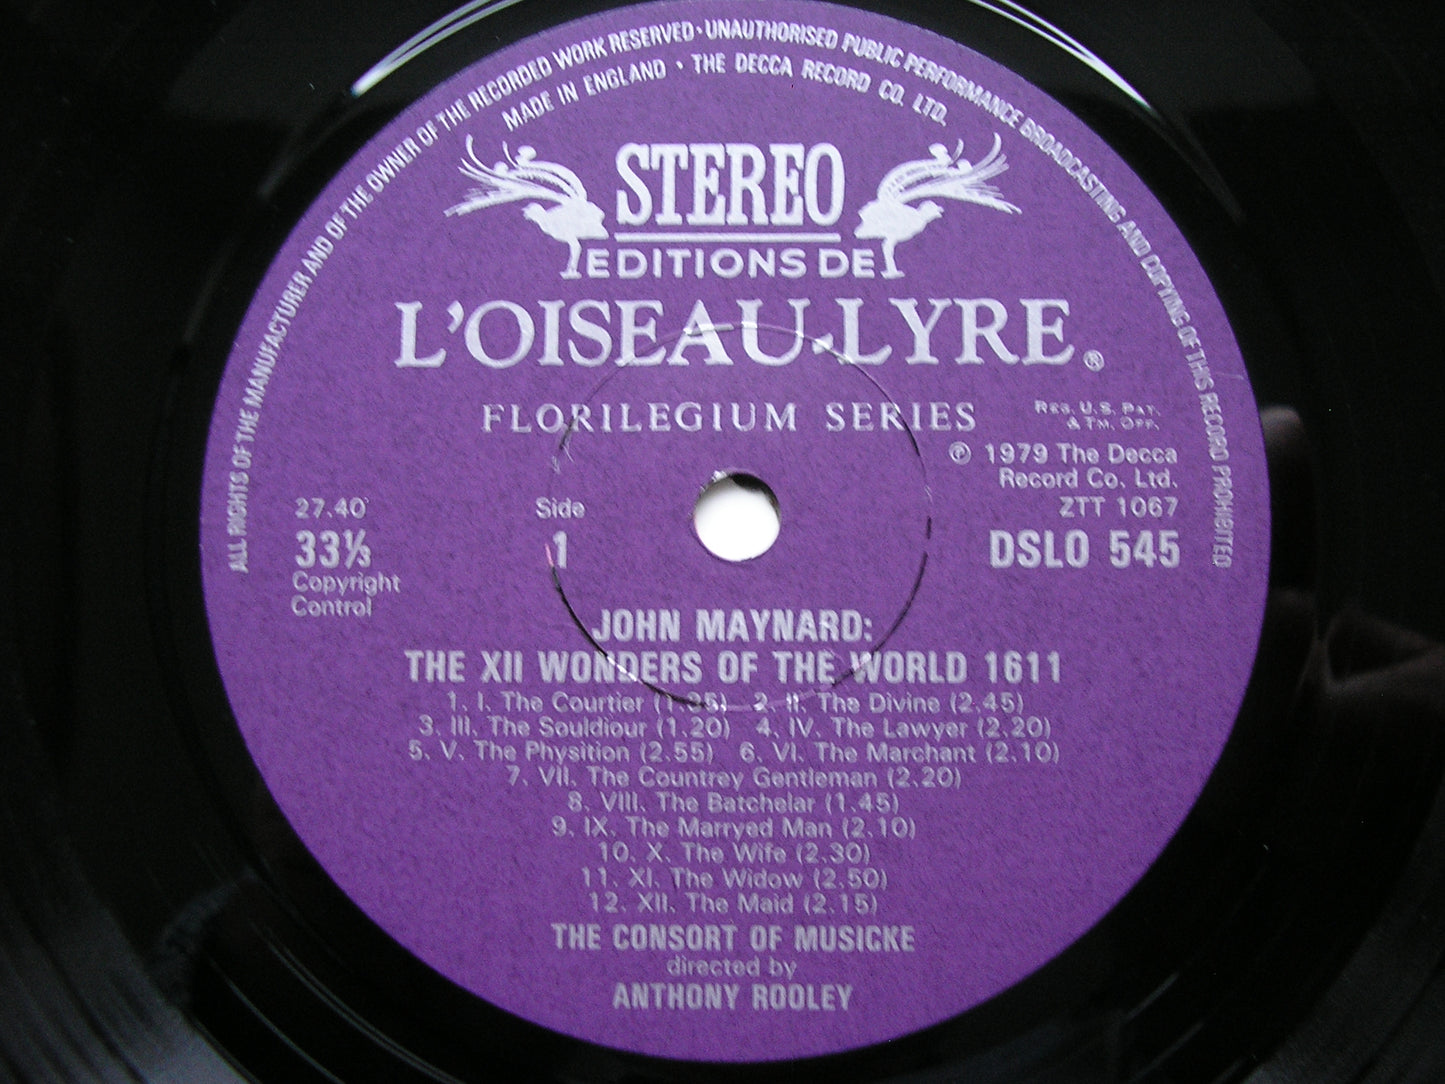 ALL RIGHTS OF THE MANUFACTURER AND OF THE OWNER OF THE RECORDED WORK RESERVED · UNAUTHORISED PUBLIC PERFORMANCE BROADCASTING AND COPYING OF THIS RECORD PROHIBITED
MADE IN ENGLAND · THE DECCA RECORD CO. LTD.
STEREO
EDITIONS DE
L'OISEAU-LYRE ®
FLORILEGIUM SERIES
REG. U.S. PAT.
& TM. OFF.
℗ 1979 The Decca
Record Co. Ltd.
27.40
Side
ZTT 1067
33⅓
1
DSLO 545
Copyright
Control
JOHN MAYNARD:
THE XII WONDERS OF THE WORLD 1611
1. I. The Courtier (1.35) 2. II. The Divine (2.45)
3. III. The Souldiour (1.20) 4. IV. The Lawyer (2.20)
5. V. The Physition (2.55) 6. VI. The Marchant (2.10)
7. VII. The Countrey Gentleman (2.20)
8. VIII. The Batchelar (1.45)
9. IX. The Marryed Man (2.10)
10. X. The Wife (2.30)
11. XI. The Widow (2.50)
12. XII. The Maid (2.15)
THE CONSORT OF MUSICKE
directed by
ANTHONY ROOLEY